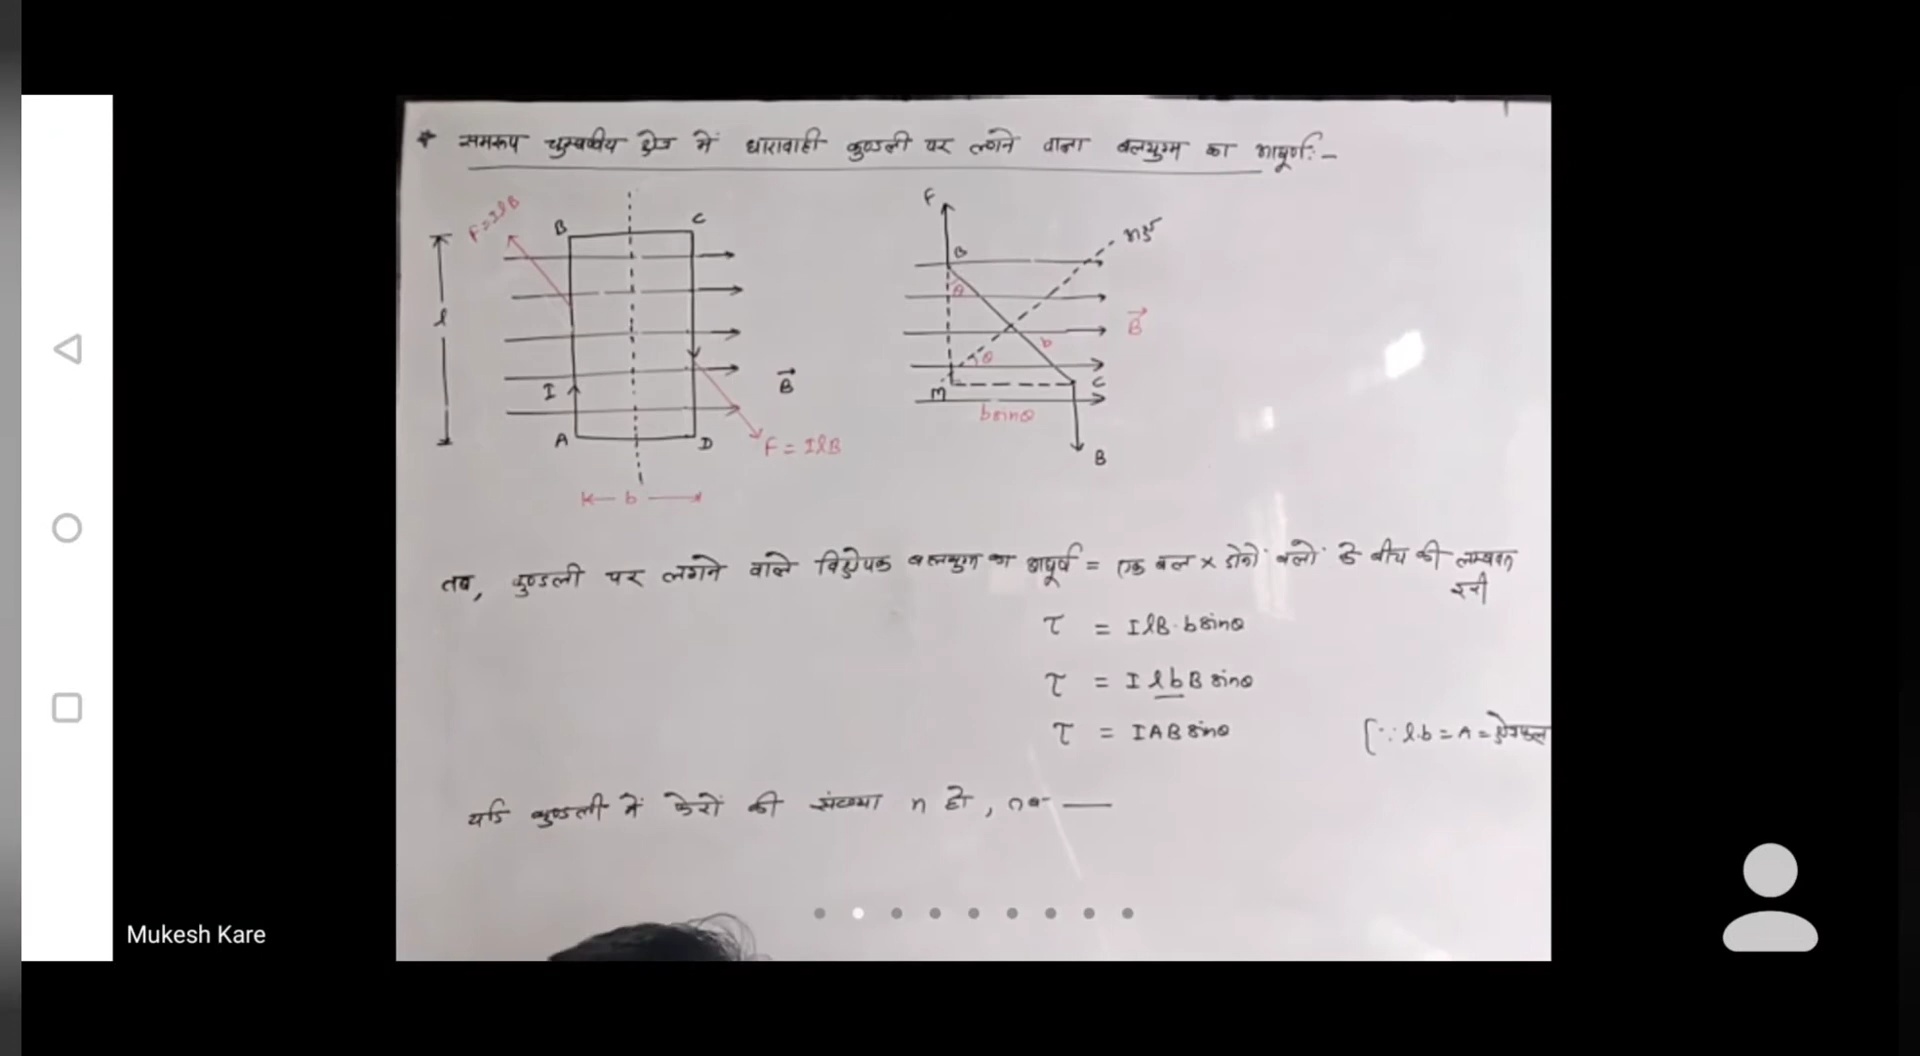 * समरूप चुम्बकीय क्षेत्र में धारावाही कुण्डली पर लगने वाला बलयुग्म का आघूर्ण:-
F=IlB
B
C
l
I
A
D
B⃗
F = IlB
b
F
B
θ
B⃗
θ
b
M
C
b sinθ
B
तब, कुण्डली पर लगने वाले विक्षेपक बलयुग्म का आघूर्ण = एक बल × दोनों बलों के बीच की लम्बवत
दूरी
τ = IlB·b sinθ
τ = I l b B sinθ
τ = IAB sinθ (∵ l.b = A = क्षेत्रफल
यदि कुण्डली में फेरों की संख्या n हो, तब —
Mukesh Kare